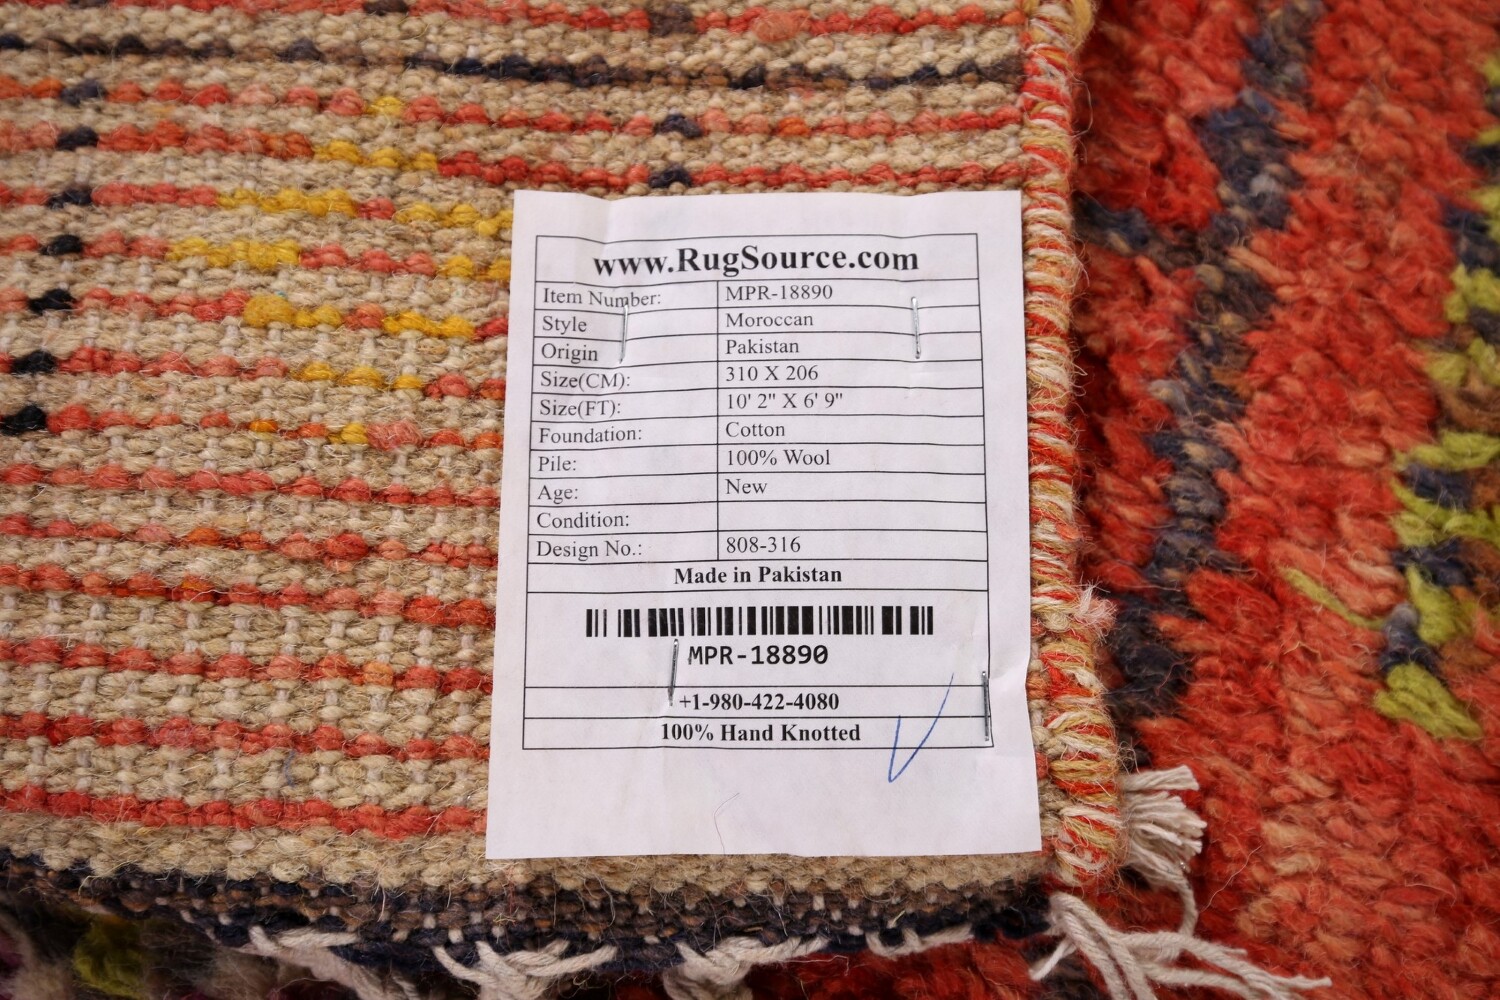 www.RugSource.com
Item Number: MPR-18890
Style Moroccan
Origin Pakistan
Size(CM): 310 X 206
Size(FT): 10' 2" X 6' 9"
Foundation: Cotton
Pile: 100% Wool
Age: New
Condition:
Design No.: 808-316
Made in Pakistan
MPR-18890
+1-980-422-4080
100% Hand Knotted